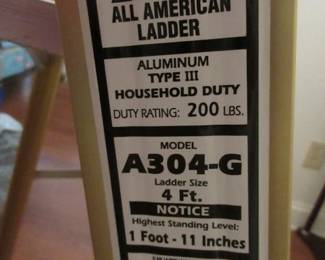 ALL AMERICAN
LADDER
ALUMINUM
TYPE III
HOUSEHOLD DUTY
DUTY RATING: 200 LBS.
MODEL
A304-G
Ladder Size
4 Ft.
NOTICE
Highest Standing Level:
1 Foot - 11 Inches